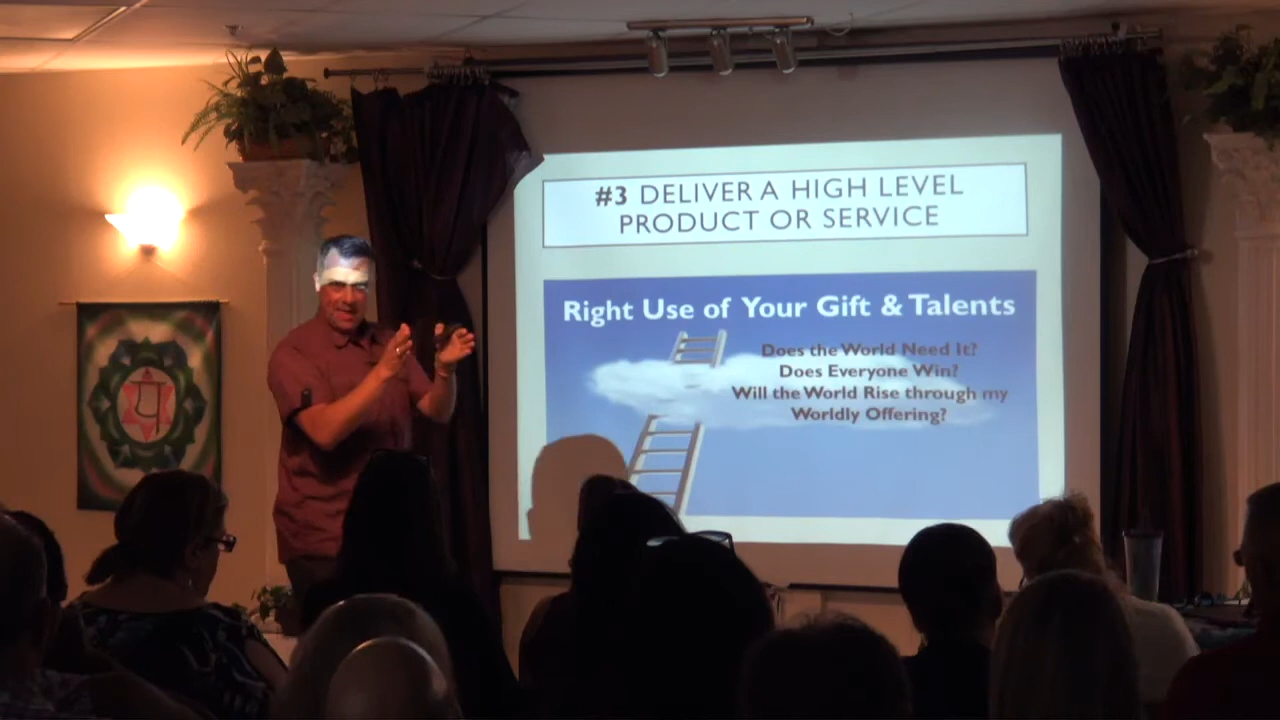 #3 DELIVER A HIGH LEVEL
PRODUCT OR SERVICE
Right Use of Your Gift & Talents
Does the World Need It?
Does Everyone Win?
Will the World Rise through my
Worldly Offering?